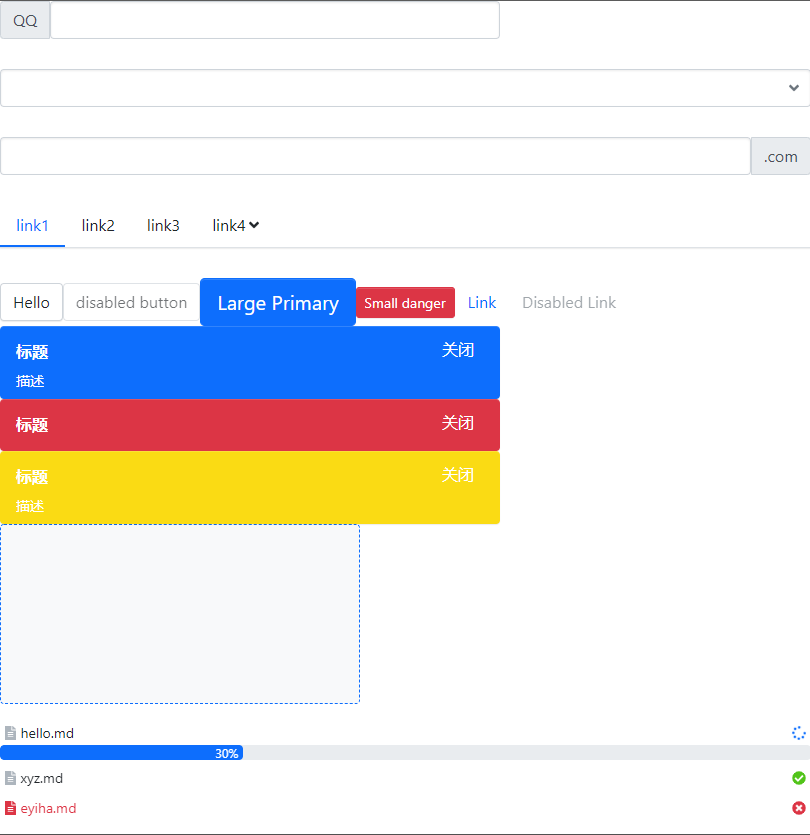 QQ
.com
link1 link2 link3 link4
Hello disabled button Large Primary Small danger Link Disabled Link
标题 关闭
描述
标题 关闭
标题 关闭
描述
hello.md
30%
xyz.md
eyiha.md